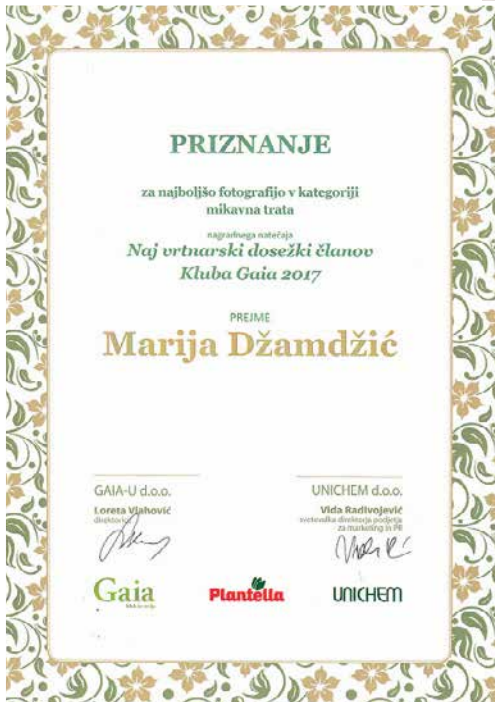 PRIZNANJE
za najboljšo fotografijo v kategoriji
mikavna trata
nagradnega natečaja
Naj vrtnarski dosežki članov
Kluba Gaia 2017
PREJME
Marija Džamdžić
GAIA-U d.o.o.
Loreta Vlahović
direktorica
UNICHEM d.o.o.
Vida Radivojević
svetovalka direktorja podjetja
za marketing in PR
Gaia
Plantella
UNICHEM